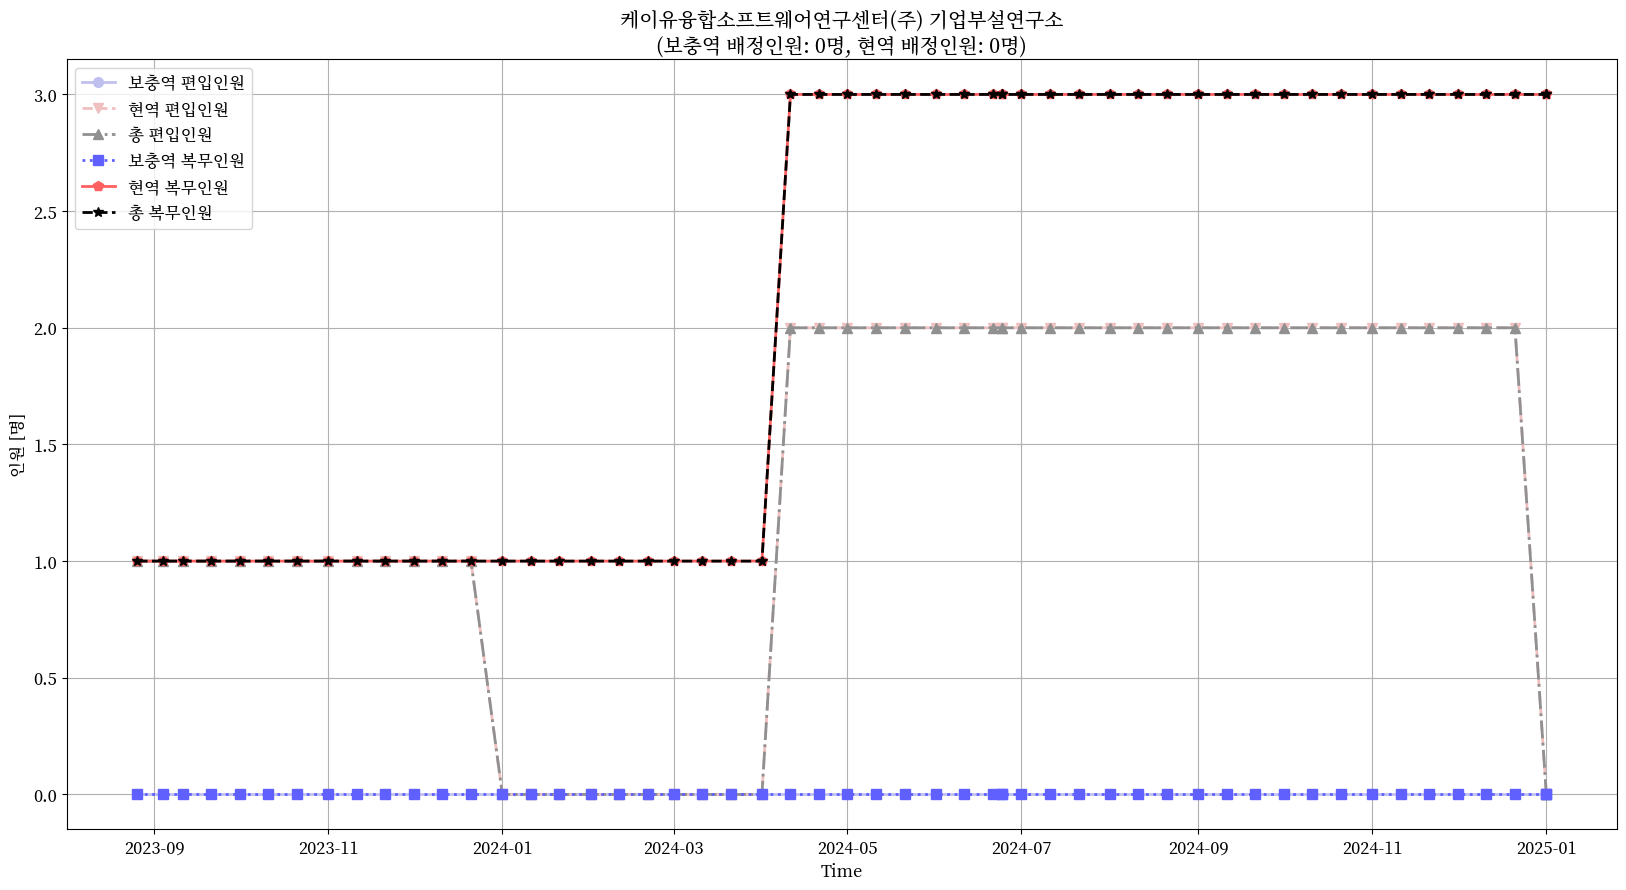 케이유융합소프트웨어연구센터(주) 기업부설연구소
(보충역 배정인원: 0명, 현역 배정인원: 0명)
보충역 편입인원
현역 편입인원
총 편입인원
보충역 복무인원
현역 복무인원
총 복무인원
3.0
2.5
2.0
1.5
1.0
0.5
0.0
인원 [명]
2023-09
2023-11
2024-01
2024-03
2024-05
2024-07
2024-09
2024-11
2025-01
Time